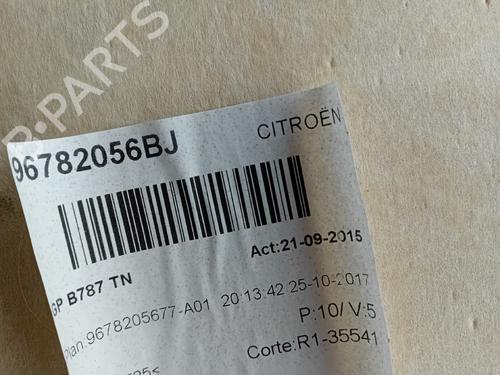 B-PARTS
96782056BJ
CITROËN
GP B787 TN
Act:21-09-2015
plan:9678205677-A01 20:13:42 25-10-2017
P:10/ V:5
Corte:R1-35541